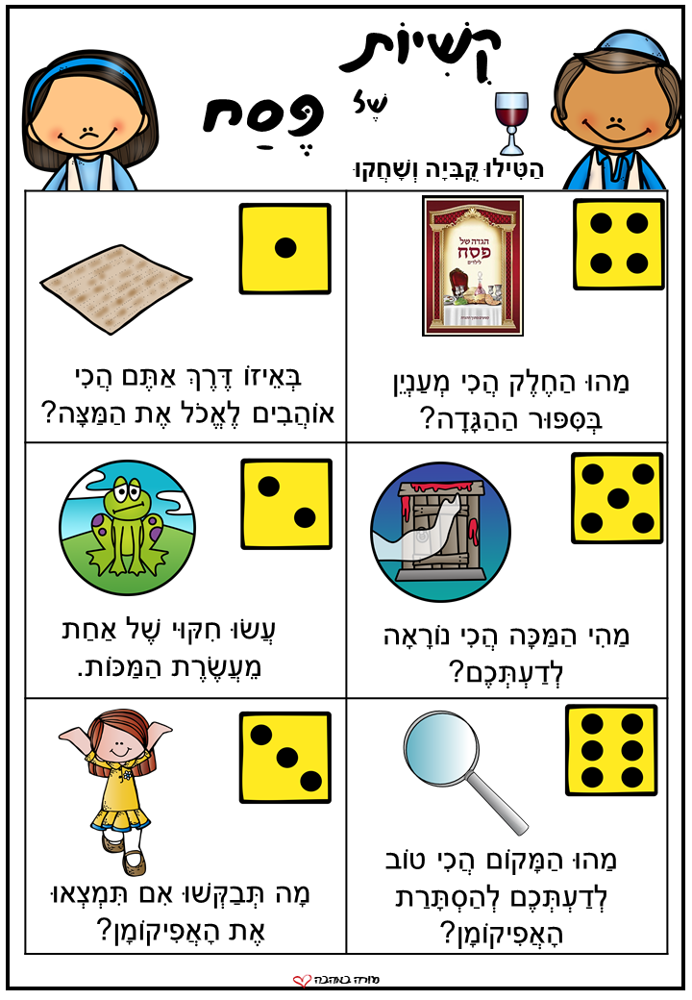 קֻשִׁיוֹת
שֶׁל
פֶּסַח
הַטִּילוּ קֻבִּיָּה וְשָׂחֲקוּ
הגדה של
פסח
לילדים
בְּאֵיזוֹ דֶּרֶךְ אַתֶּם הֲכִי
אוֹהֲבִים לֶאֱכֹל אֶת הַמַּצָּה?
מַהוּ הַחֶלֶק הֲכִי מְעַנְיֵן
בְּסִפּוּר הַהַגָּדָה?
עֲשׂוּ חִקּוּי שֶׁל אַחַת
מֵעֲשֶׂרֶת הַמַּכּוֹת.
מַהִי הַמַּכָּה הֲכִי נוֹרָאָה
לְדַעְתְּכֶם?
מָה תְּבַקְּשׁוּ אִם תִּמְצְאוּ
אֶת הָאֲפִיקוֹמָן?
מַהוּ הַמָּקוֹם הֲכִי טוֹב
לְדַעְתְּכֶם לְהַסְתָּרַת
הָאֲפִיקוֹמָן?
מורה באהבה